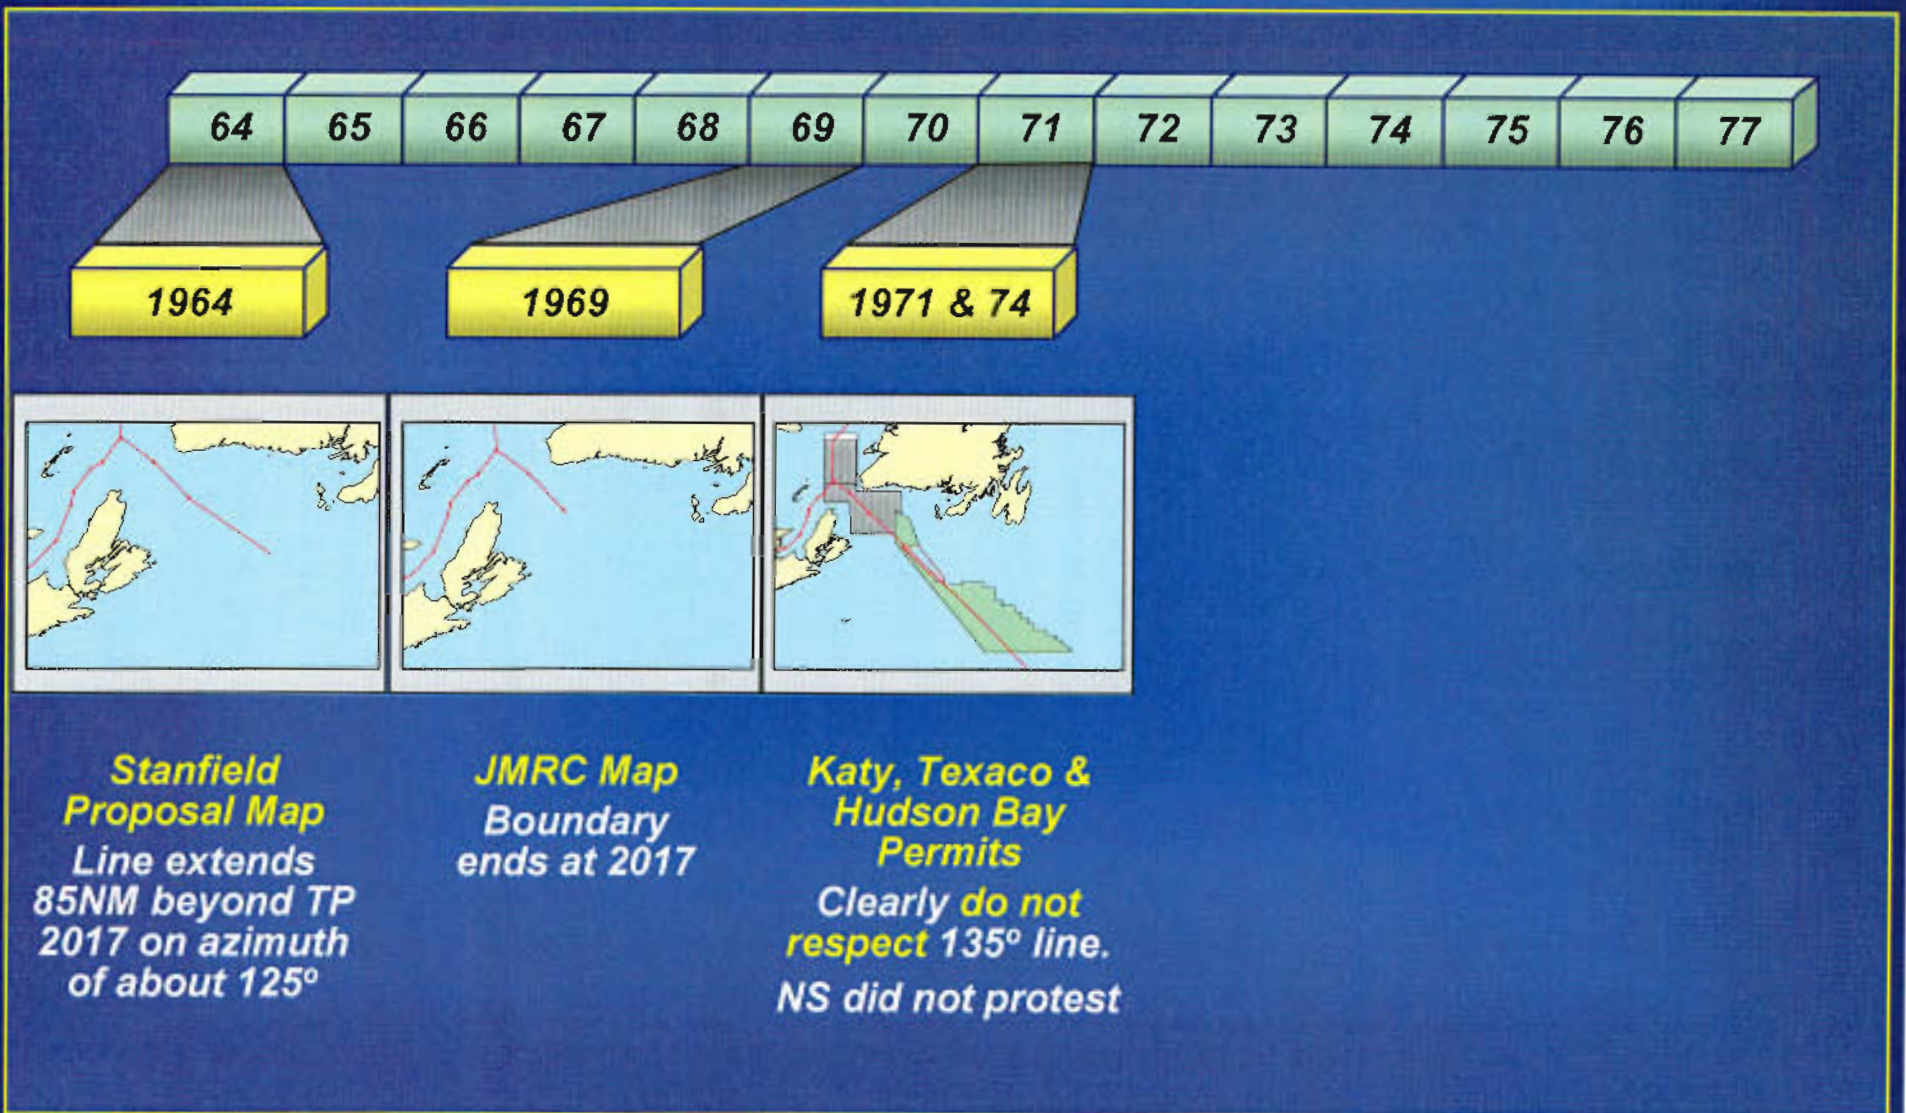 64 65 66 67 68 69 70 71 72 73 74 75 76 77
1964
1969
1971 & 74
Stanfield
Proposal Map
Line extends
85NM beyond TP
2017 on azimuth
of about 125º
JMRC Map
Boundary
ends at 2017
Katy, Texaco &
Hudson Bay
Permits
Clearly do not
respect 135º line.
NS did not protest